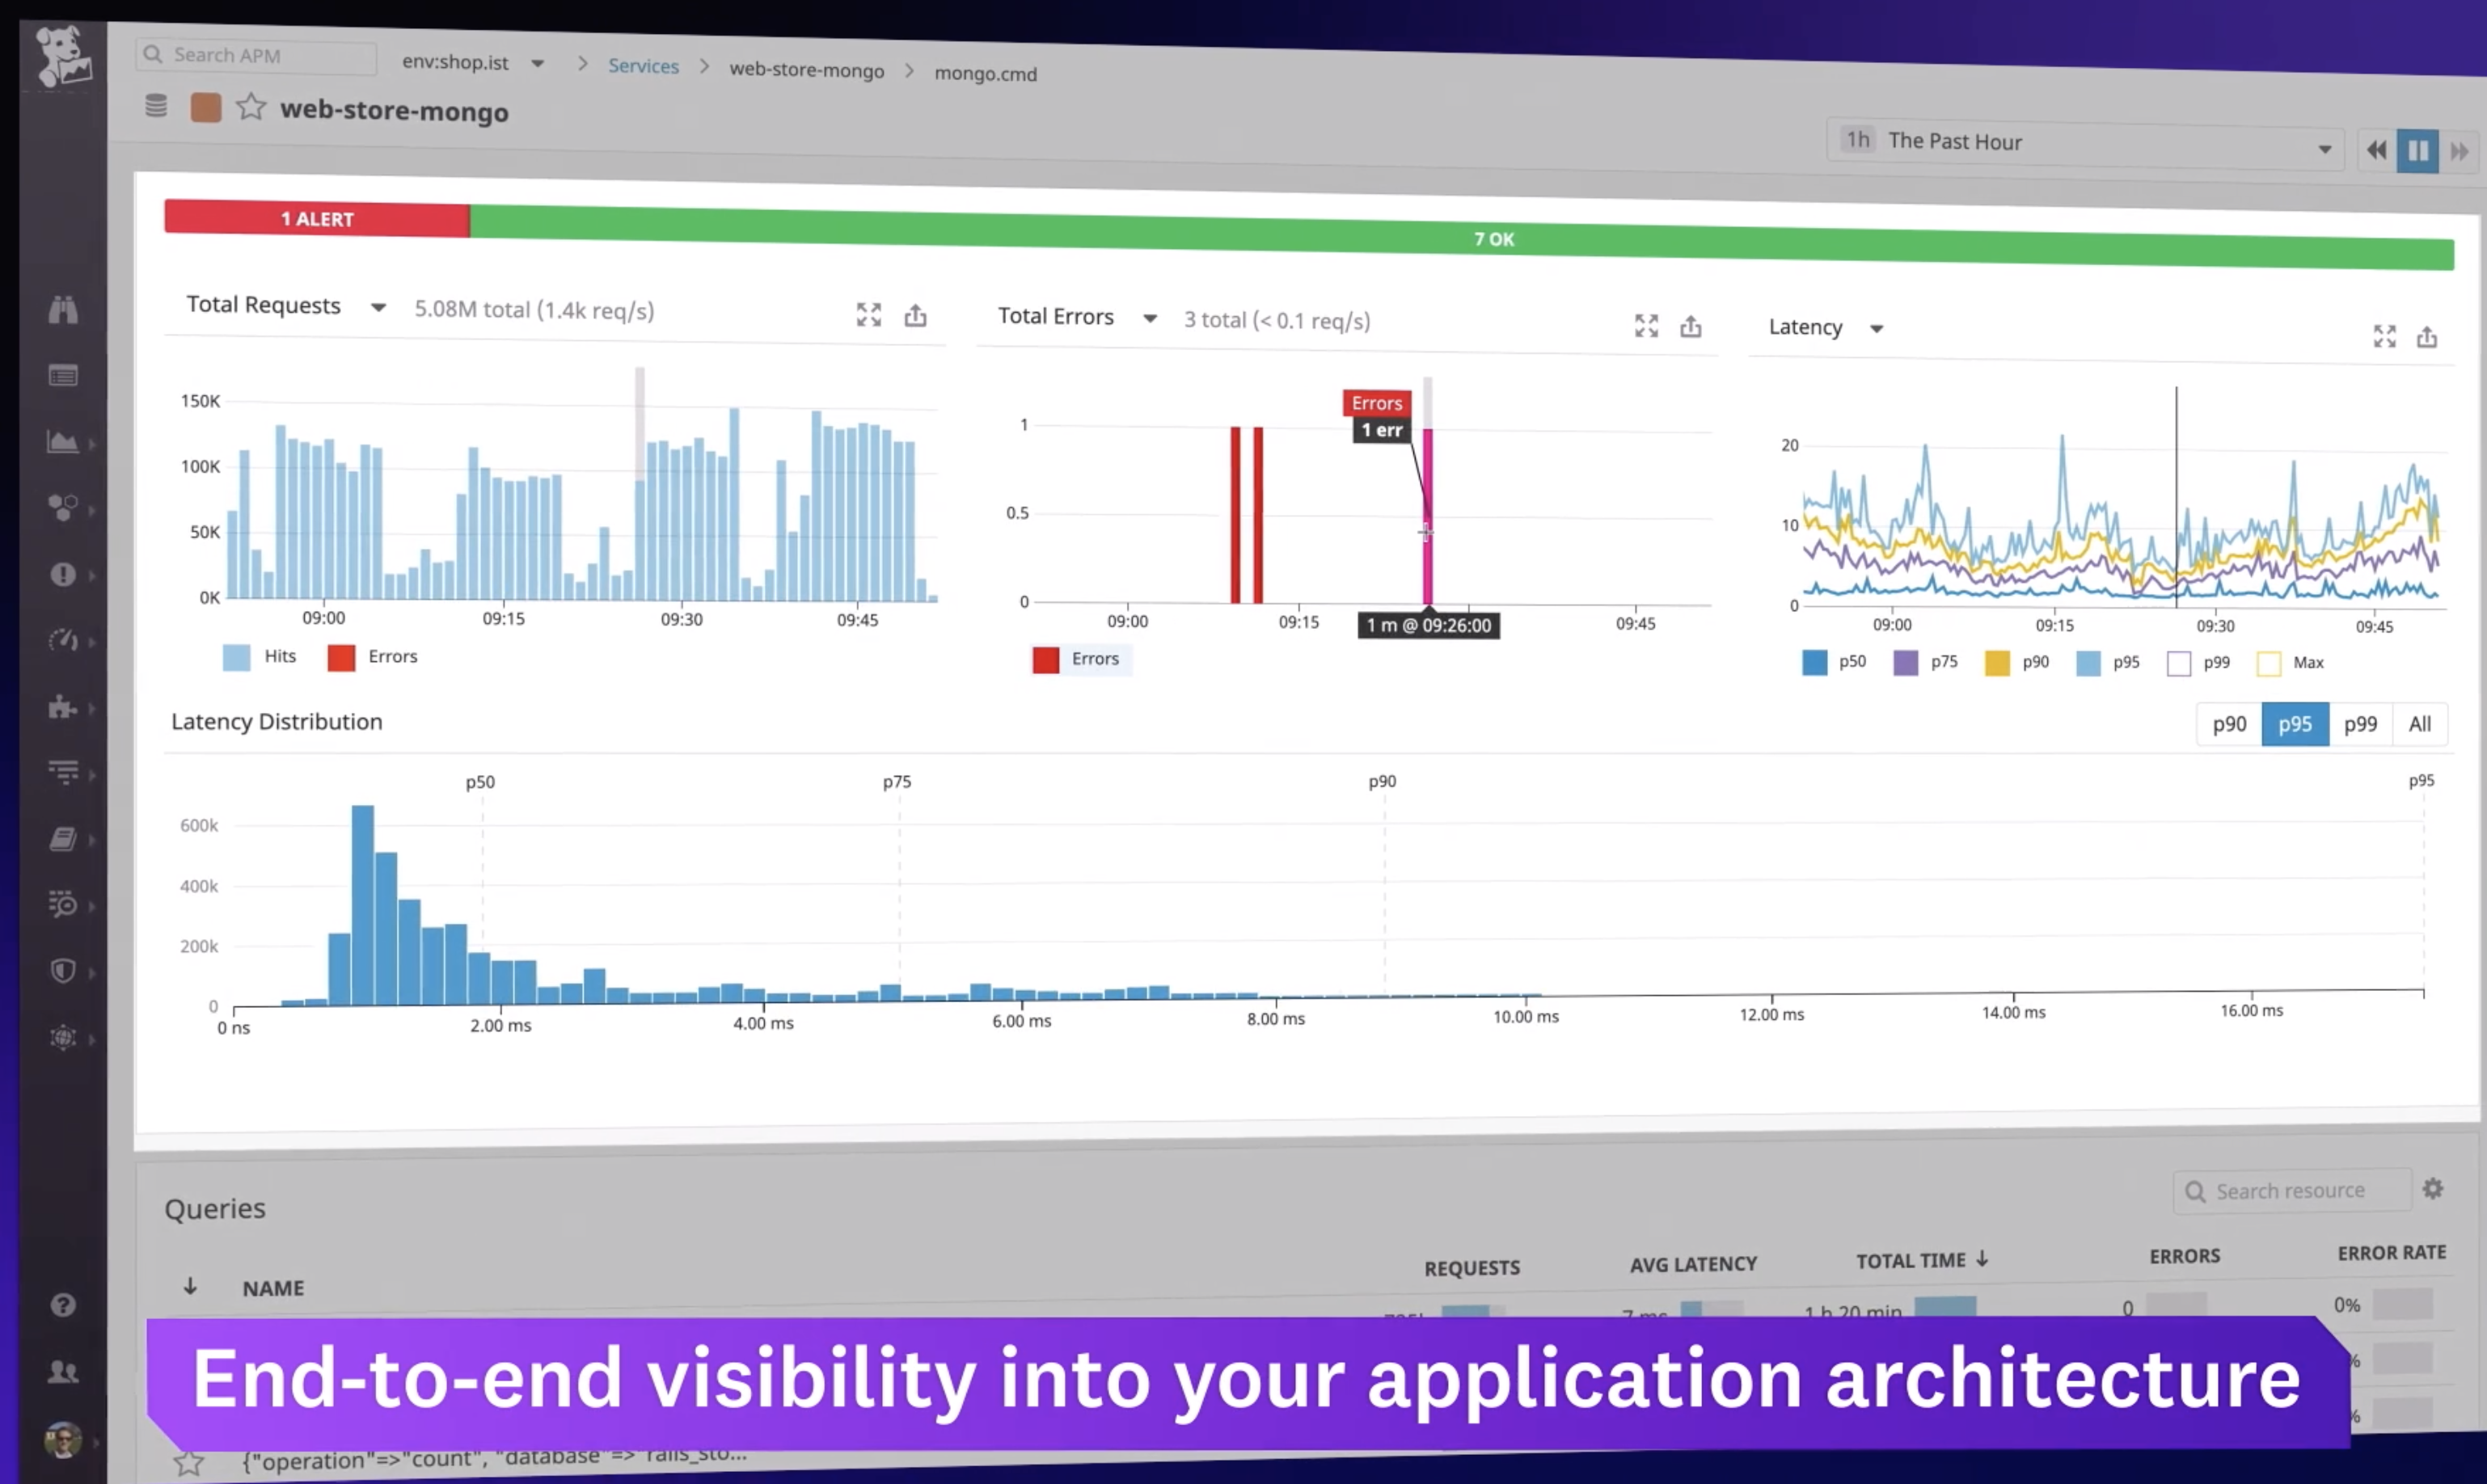 Search APM
env:shop.ist > Services > web-store-mongo > mongo.cmd
web-store-mongo
1h The Past Hour
1 ALERT
7 OK
Total Requests 5.08M total (1.4k req/s)
150K
100K
50K
0K
09:00 09:15 09:30 09:45
Hits Errors
Total Errors 3 total (< 0.1 req/s)
Errors
1 err
1
0.5
0
09:00 09:15 09:45
1 m @ 09:26:00
Errors
Latency
20
10
0
09:00 09:15 09:30 09:45
p50 p75 p90 p95 p99 Max
Latency Distribution
p90 p95 p99 All
p50 p75 p90 p95
600k
400k
200k
0
0 ns 2.00 ms 4.00 ms 6.00 ms 8.00 ms 10.00 ms 12.00 ms 14.00 ms 16.00 ms
Queries
Search resource
NAME REQUESTS AVG LATENCY TOTAL TIME ERRORS ERROR RATE
7 ms 1 h 20 min 0 0%
%
%
End-to-end visibility into your application architecture
{"operation"=>"count", "database"=>"rails_sto...